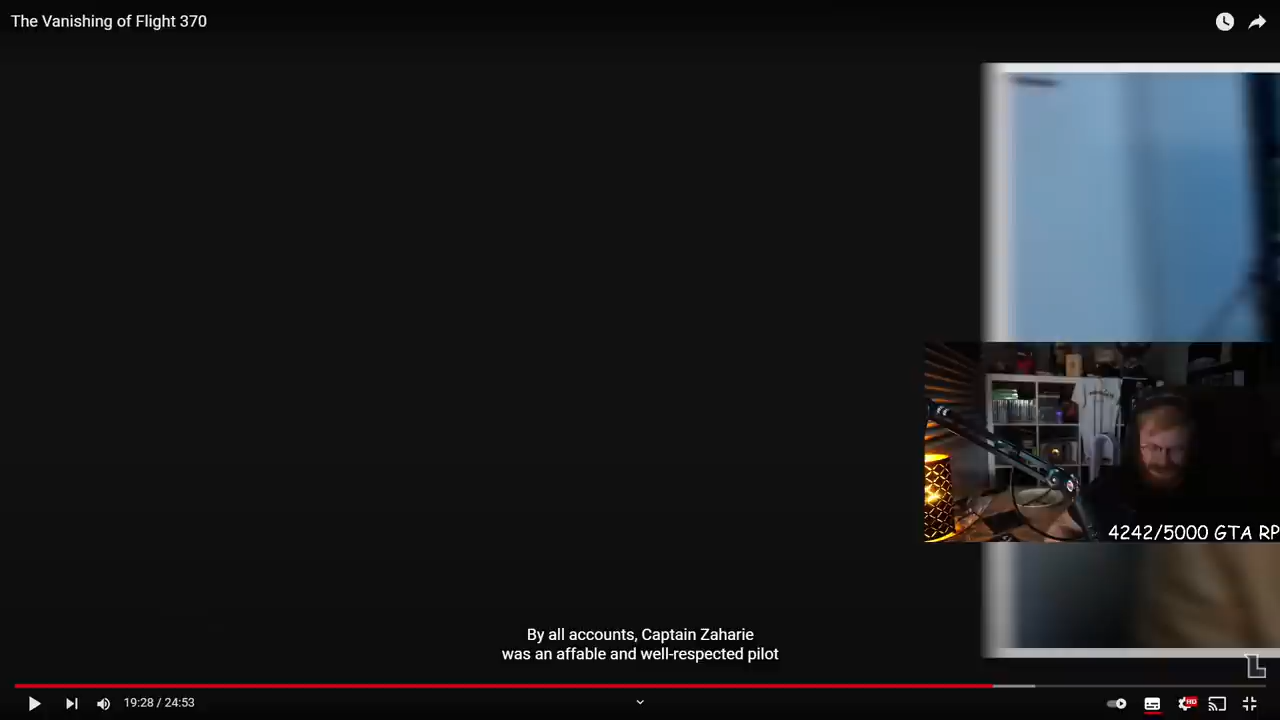 The Vanishing of Flight 370
4242/5000 GTA RP
By all accounts, Captain Zaharie
was an affable and well-respected pilot
19:28 / 24:53
HD